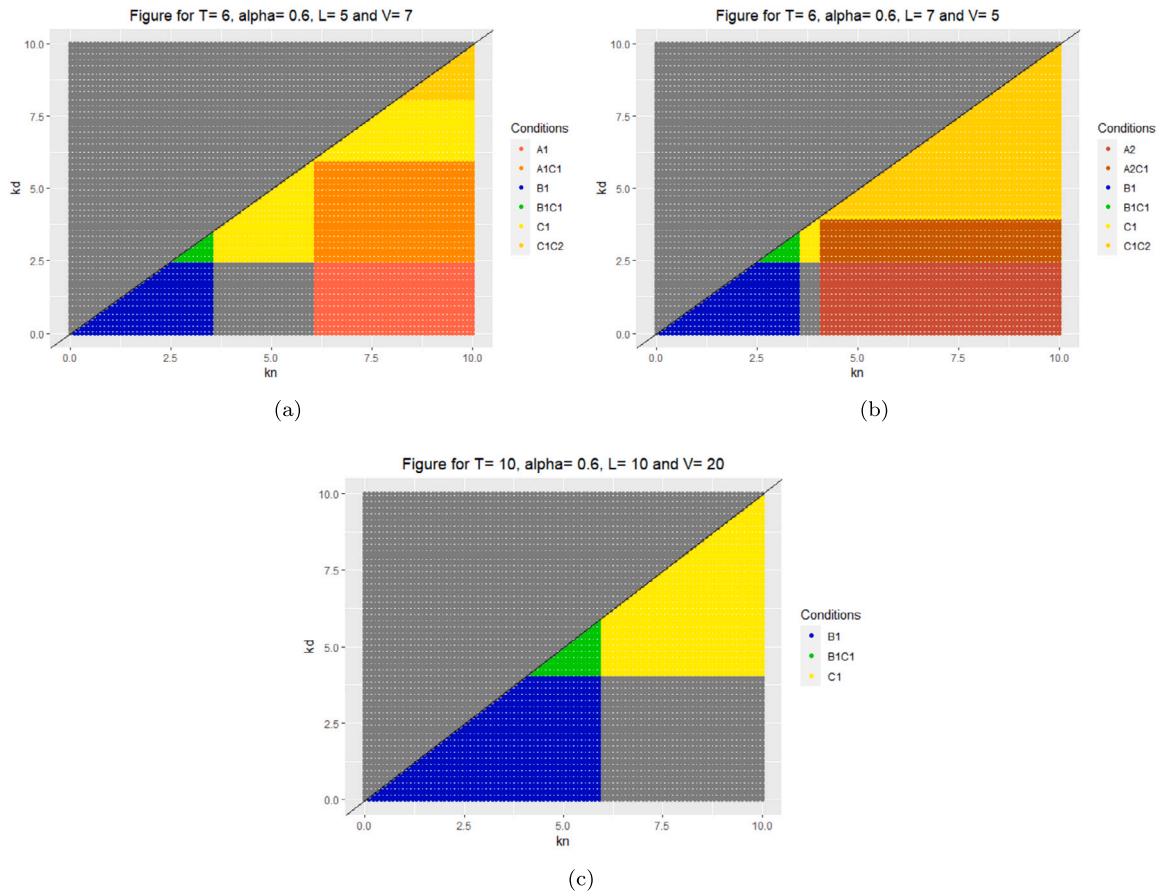 Figure for T= 6, alpha= 0.6, L= 5 and V= 7
10.0
7.5
5.0
2.5
0.0
kd
0.0 2.5 5.0 7.5 10.0
kn
Conditions
A1
A1C1
B1
B1C1
C1
C1C2
(a)
Figure for T= 6, alpha= 0.6, L= 7 and V= 5
10.0
7.5
5.0
2.5
0.0
kd
0.0 2.5 5.0 7.5 10.0
kn
Conditions
A2
A2C1
B1
B1C1
C1
C1C2
(b)
Figure for T= 10, alpha= 0.6, L= 10 and V= 20
10.0
7.5
5.0
2.5
0.0
kd
0.0 2.5 5.0 7.5 10.0
kn
Conditions
B1
B1C1
C1
(c)